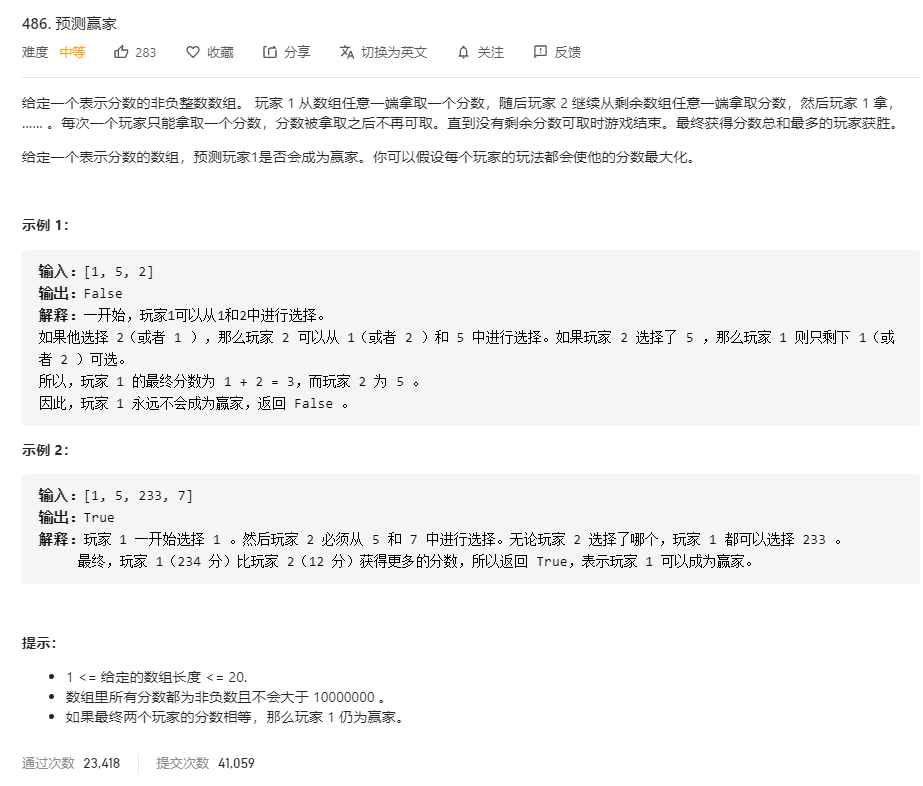 486. 预测赢家
难度 中等 283 收藏 分享 切换为英文 关注 反馈
给定一个表示分数的非负整数数组。 玩家 1 从数组任意一端拿取一个分数，随后玩家 2 继续从剩余数组任意一端拿取分数，然后玩家 1 拿，
…… 。每次一个玩家只能拿取一个分数，分数被拿取之后不再可取。直到没有剩余分数可取时游戏结束。最终获得分数总和最多的玩家获胜。
给定一个表示分数的数组，预测玩家1是否会成为赢家。你可以假设每个玩家的玩法都会使他的分数最大化。
示例 1：
输入：[1, 5, 2]
输出：False
解释：一开始，玩家1可以从1和2中进行选择。
如果他选择 2（或者 1 ），那么玩家 2 可以从 1（或者 2 ）和 5 中进行选择。如果玩家 2 选择了 5 ，那么玩家 1 则只剩下 1（或
者 2 ）可选。
所以，玩家 1 的最终分数为 1 + 2 = 3，而玩家 2 为 5 。
因此，玩家 1 永远不会成为赢家，返回 False 。
示例 2：
输入：[1, 5, 233, 7]
输出：True
解释：玩家 1 一开始选择 1 。然后玩家 2 必须从 5 和 7 中进行选择。无论玩家 2 选择了哪个，玩家 1 都可以选择 233 。
最终，玩家 1（234 分）比玩家 2（12 分）获得更多的分数，所以返回 True，表示玩家 1 可以成为赢家。
提示：
• 1 <= 给定的数组长度 <= 20.
• 数组里所有分数都为非负数且不会大于 10000000 。
• 如果最终两个玩家的分数相等，那么玩家 1 仍为赢家。
通过次数 23,418 提交次数 41,059